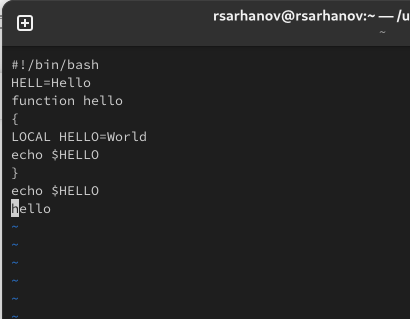 rsarhanov@rsarhanov:~ — /u
~
#!/bin/bash
HELL=Hello
function hello
{
LOCAL HELLO=World
echo $HELLO
}
echo $HELLO
hello
~
~
~
~
~
~